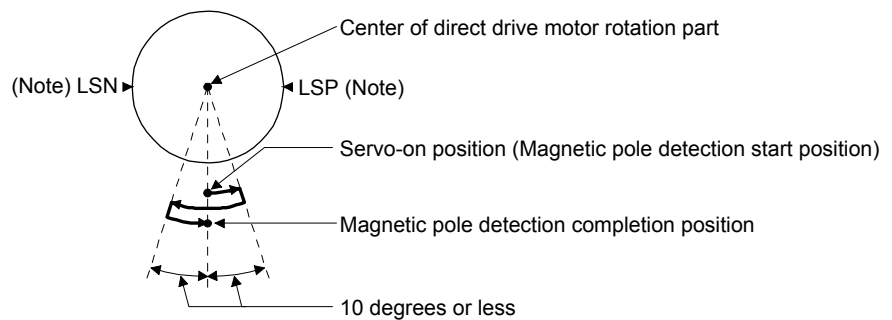 Center of direct drive motor rotation part
(Note) LSN
LSP (Note)
Servo-on position (Magnetic pole detection start position)
Magnetic pole detection completion position
10 degrees or less